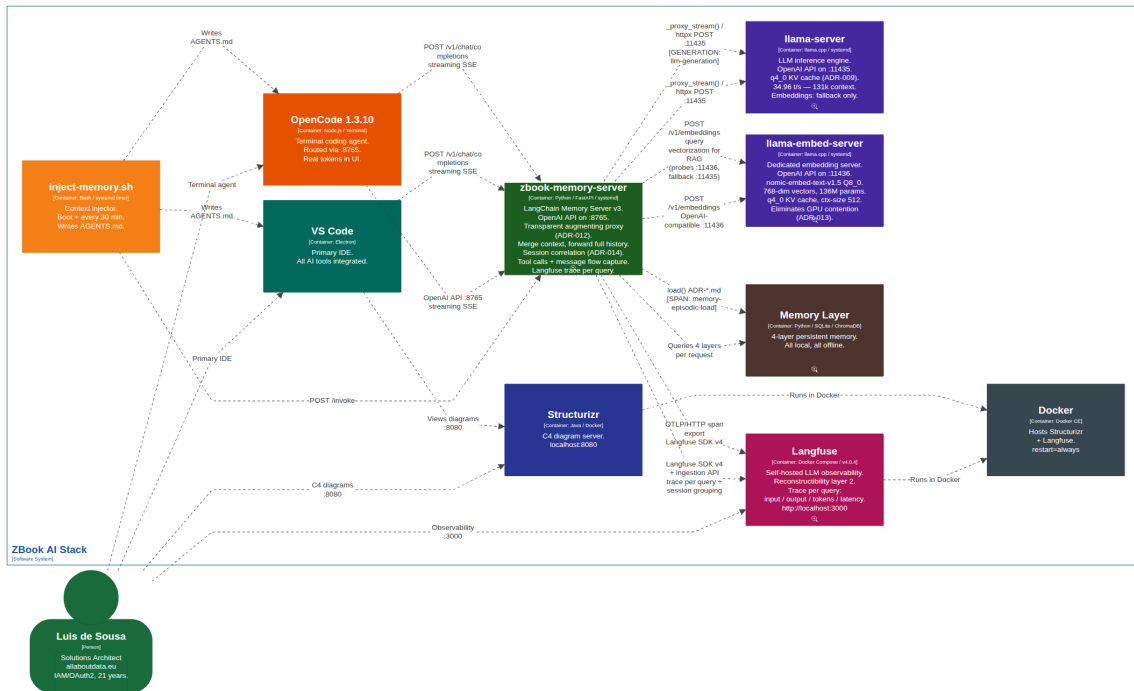 Writes
AGENTS.md
POST /v1/chat/co
mpletions
streaming SSE
_proxy_stream() /
httpx POST
:11435
[GENERATION:
llm-generation]
llama-server
[Container: llama.cpp / systemd]
LLM inference engine.
OpenAI API on :11435.
q4_0 KV cache (ADR-009).
34.96 t/s — 131k context.
Embeddings: fallback only.
OpenCode 1.3.10
[Container: Node.js / Terminal]
Terminal coding agent.
Routed via :8765.
Real tokens in UI.
_proxy_stream() /
httpx POST
:11435
POST
/v1/embeddings
query
vectorization for
RAG
(probes :11436,
fallback :11435)
llama-embed-server
[Container: llama.cpp / systemd]
Dedicated embedding server.
OpenAI API on :11436.
nomic-embed-text-v1.5 Q8_0.
768-dim vectors, 136M params.
q4_0 KV cache, ctx-size 512.
Eliminates GPU contention
(ADR-013).
inject-memory.sh
[Container: Bash / systemd timer]
Context injector.
Boot + every 30 min.
Writes AGENTS.md.
Terminal agent
Writes
AGENTS.md.
POST /v1/chat/co
mpletions
streaming SSE
zbook-memory-server
[Container: Python / FastAPI / systemd]
LangChain Memory Server v3.
OpenAI API on :8765.
Transparent augmenting proxy
(ADR-012).
Merge context, forward full history.
Session correlation (ADR-014).
Tool calls + message flow capture.
Langfuse trace per query.
POST
/v1/embeddings
OpenAI-
compatible :11436
VS Code
[Container: Electron]
Primary IDE.
All AI tools integrated.
OpenAI API :8765
streaming SSE
load() ADR-*.md
[SPAN: memory-
episodic-load]
Queries 4 layers
per request
Memory Layer
[Container: Python / SQLite / ChromaDB]
4-layer persistent memory.
All local, all offline.
Primary IDE
POST /invoke
Views diagrams
:8080
Structurizr
[Container: Java / Docker]
C4 diagram server.
localhost:8080
Runs in Docker
Docker
[Container: Docker CE]
Hosts Structurizr
+ Langfuse.
restart=always
OTLP/HTTP span
export
Langfuse SDK v4
Langfuse SDK v4
+ ingestion API
trace per query +
session grouping
Langfuse
[Container: Docker Compose / v4.0.4]
Self-hosted LLM observability.
Reconstructibility layer 2.
Trace per query:
input / output / tokens / latency.
http://localhost:3000
Runs in Docker
C4 diagrams
:8080
Observability
:3000
ZBook AI Stack
[Software System]
Luis de Sousa
[Person]
Solutions Architect
allaboutdata.eu
IAM/OAuth2, 21 years.